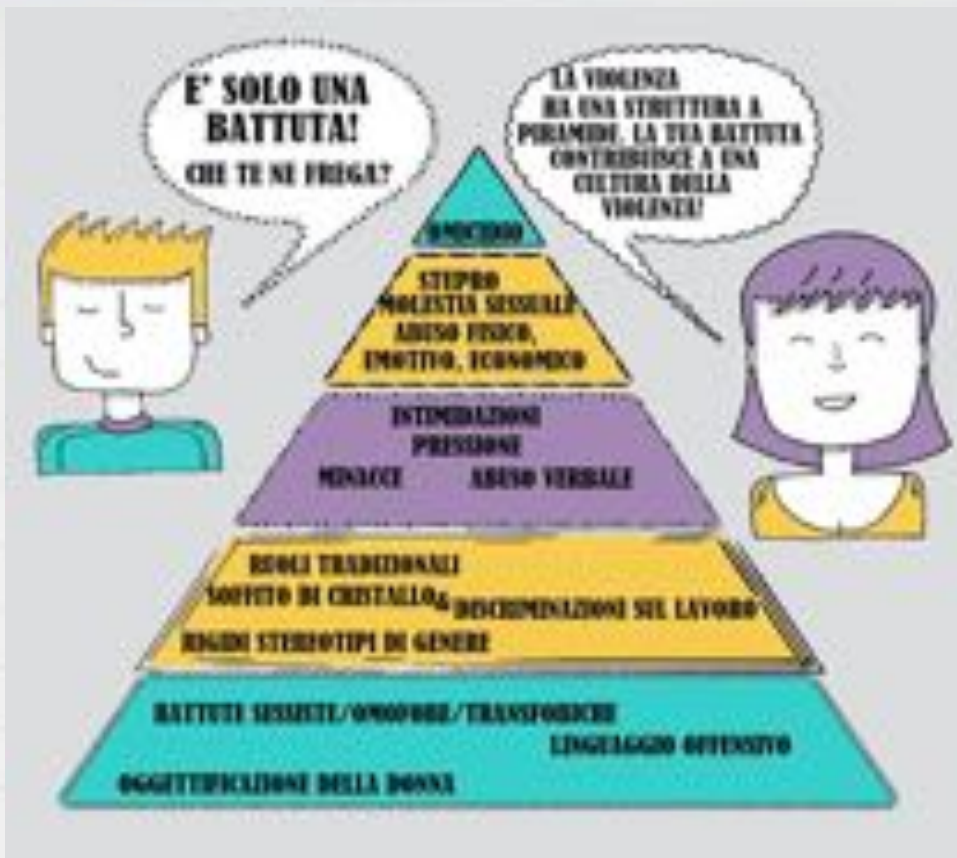 E' SOLO UNA
BATTUTA!
CHE TE NE FREGA?
LA VIOLENZA
HA UNA STRUTTURA A
PIRAMIDE. LA TUA BATTUTA
CONTRIBUISCE A UNA
CULTURA DELLA
VIOLENZA!
OMICIDIO
STUPRO
MOLESTIA SESSUALE
ABUSO FISICO,
EMOTIVO, ECONOMICO
INTIMIDAZIONI
PRESSIONE
MINACCE ABUSO VERBALE
RUOLI TRADIZIONALI
SOFFITO DI CRISTALLO & DISCRIMINAZIONI SUL LAVORO
RIGIDI STEREOTIPI DI GENERE
BATTUTE SESSISTE/OMOFOBE/TRANSFOBICHE
LINGUAGGIO OFFENSIVO
OGGETTIFICAZIONE DELLA DONNA